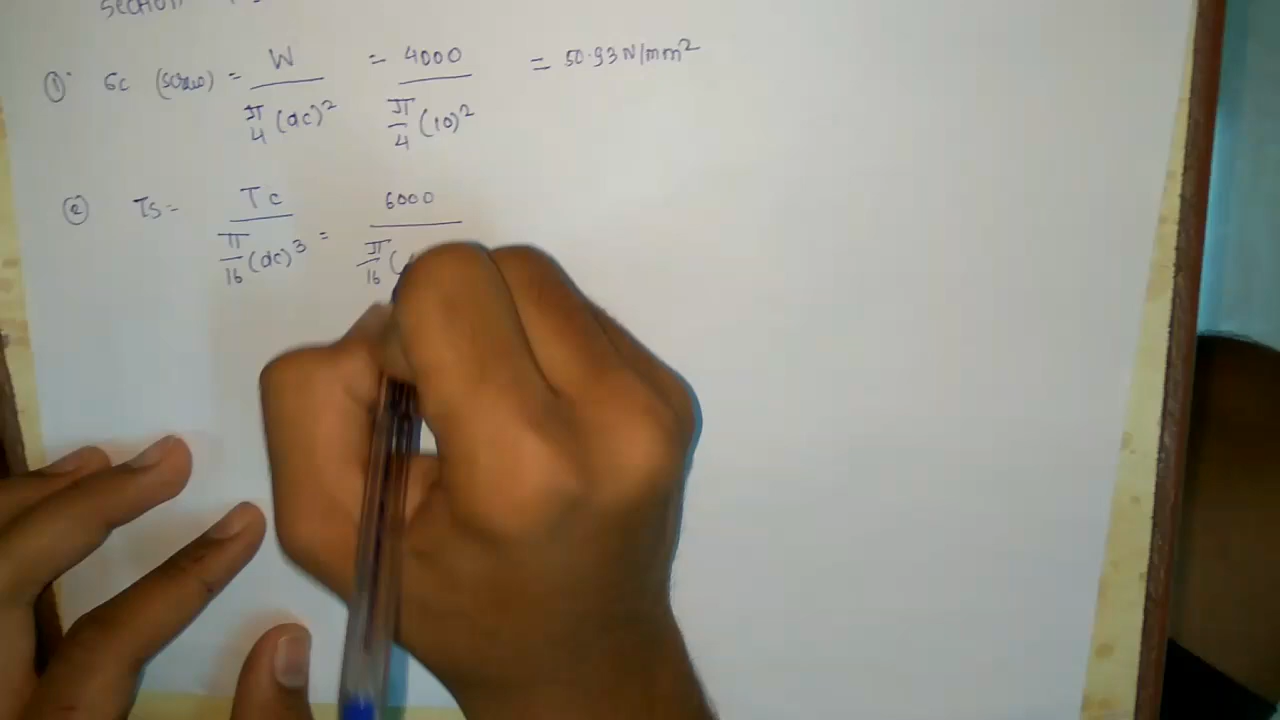 Section
① σc (screw) = W / π/4 (dc)² = 4000 / π/4 (10)² = 50.93 N/mm²
② τs = Tc / π/16 (dc)³ = 6000 / π/16 (